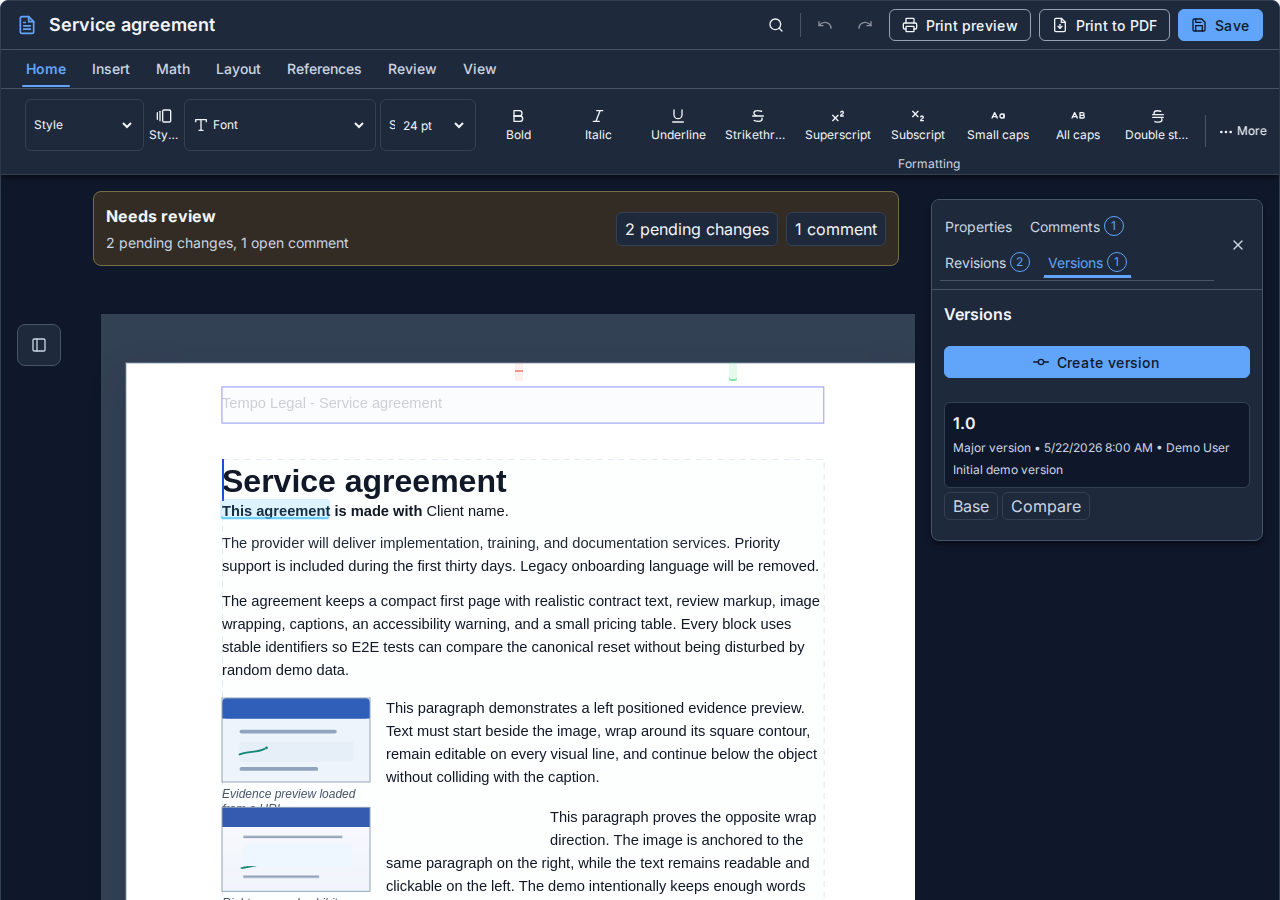 Service agreement
Print preview
Print to PDF
Save
Home
Insert
Math
Layout
References
Review
View
Style
Sty...
Font
S
24 pt
Bold
Italic
Underline
Strikethr...
Superscript
Subscript
Small caps
All caps
Double st...
More
Formatting
Needs review
2 pending changes, 1 open comment
2 pending changes
1 comment
Properties
Comments 1
Revisions 2
Versions 1
Versions
Create version
1.0
Major version • 5/22/2026 8:00 AM • Demo User
Initial demo version
Base
Compare
Tempo Legal - Service agreement
Service agreement
This agreement is made with Client name.
The provider will deliver implementation, training, and documentation services. Priority
support is included during the first thirty days. Legacy onboarding language will be removed.
The agreement keeps a compact first page with realistic contract text, review markup, image
wrapping, captions, an accessibility warning, and a small pricing table. Every block uses
stable identifiers so E2E tests can compare the canonical reset without being disturbed by
random demo data.
This paragraph demonstrates a left positioned evidence preview.
Text must start beside the image, wrap around its square contour,
remain editable on every visual line, and continue below the object
without colliding with the caption.
Evidence preview loaded
This paragraph proves the opposite wrap
direction. The image is anchored to the
same paragraph on the right, while the text remains readable and
clickable on the left. The demo intentionally keeps enough words